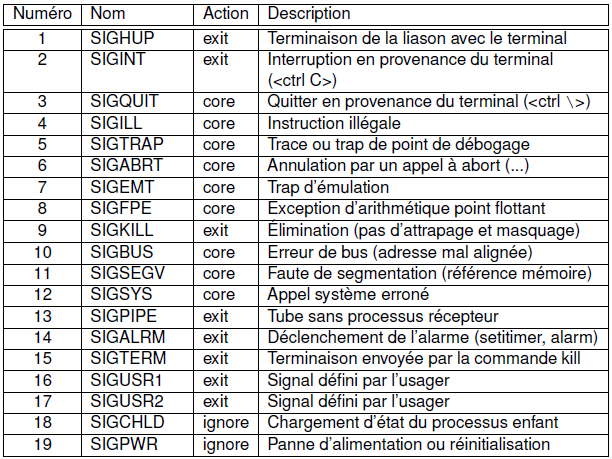 Numéro Nom Action Description
1 SIGHUP exit Terminaison de la liason avec le terminal
2 SIGINT exit Interruption en provenance du terminal
(<ctrl C>)
3 SIGQUIT core Quitter en provenance du terminal (<ctrl \>)
4 SIGILL core Instruction illégale
5 SIGTRAP core Trace ou trap de point de débogage
6 SIGABRT core Annulation par un appel à abort (...)
7 SIGEMT core Trap d'émulation
8 SIGFPE core Exception d'arithmétique point flottant
9 SIGKILL exit Élimination (pas d'attrapage et masquage)
10 SIGBUS core Erreur de bus (adresse mal alignée)
11 SIGSEGV core Faute de segmentation (référence mémoire)
12 SIGSYS core Appel système erroné
13 SIGPIPE exit Tube sans processus récepteur
14 SIGALRM exit Déclenchement de l'alarme (setitimer, alarm)
15 SIGTERM exit Terminaison envoyée par la commande kill
16 SIGUSR1 exit Signal défini par l'usager
17 SIGUSR2 exit Signal défini par l'usager
18 SIGCHLD ignore Chargement d'état du processus enfant
19 SIGPWR ignore Panne d'alimentation ou réinitialisation